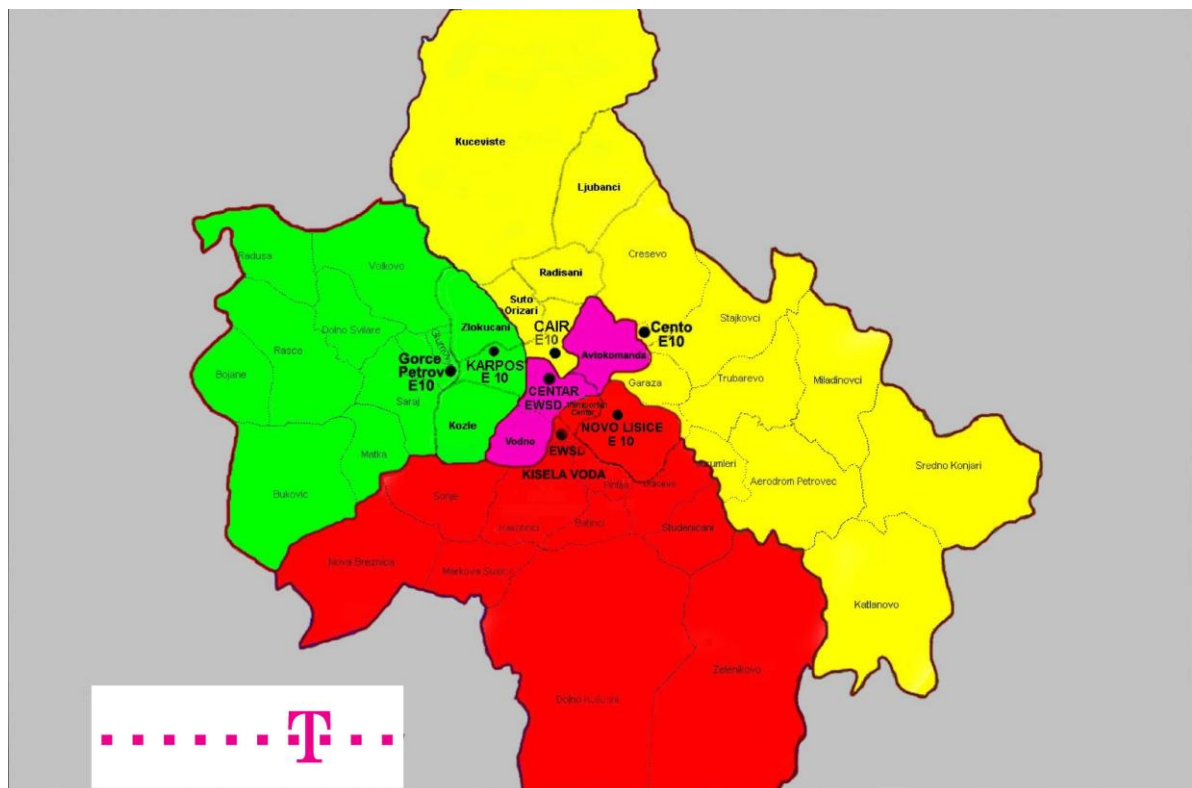 Kuceviste
Ljubanci
Cresevo
Radusa
Volkovo
Radisani
Suto
Orizari
Stajkovci
Dolno Svilare
Zlokucani
CAIR
E10
Cento
E10
Rasce
Avtokomanda
Gorce
Petrov
E10
KARPOS
E 10
Bojane
Trubarevo
Miladinovci
Saraj
CENTAR
EWSD
Garaza
Kozle
NOVO LISICE
E 10
Vodno
EWSD
Matka
Sredno Konjari
KISELA VODA
Aerodrom Petrovec
Bukovic
Sonje
Studenicani
Nova Breznica
Markova Susica
Katlanovo
Zelenikovo
Dolno Kolicani
T